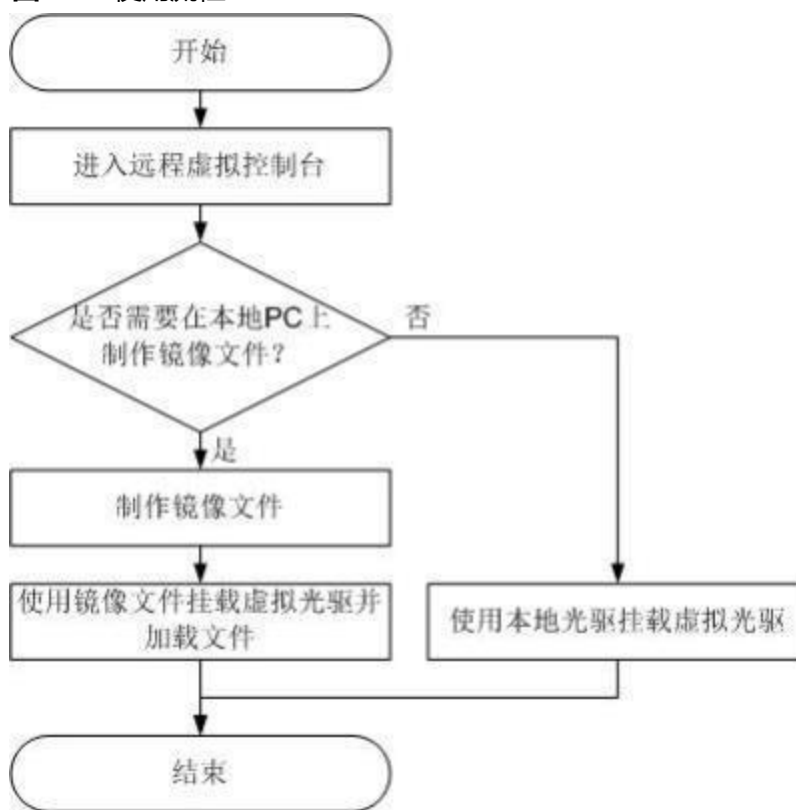 开始
进入远程虚拟控制台
是否需要在本地PC上
制作镜像文件？
否
是
制作镜像文件
使用镜像文件挂载虚拟光驱并
加载文件
使用本地光驱挂载虚拟光驱
结束